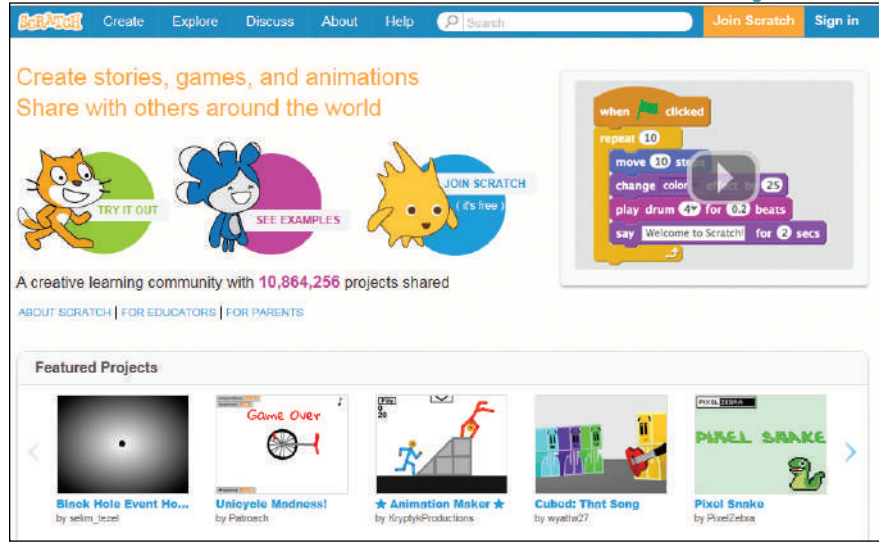 SCRATCH Create Explore Discuss About Help Search Join Scratch Sign in
Create stories, games, and animations
Share with others around the world
TRY IT OUT
SEE EXAMPLES
JOIN SCRATCH
( it's free )
when clicked
repeat 10
move 10 steps
change color effect by 25
play drum 4 for 0.2 beats
say Welcome to Scratch! for 2 secs
A creative learning community with 10,864,256 projects shared
ABOUT SCRATCH | FOR EDUCATORS | FOR PARENTS
Featured Projects
Game Over
Play
0
20
PIXEL ZEBRA
PIXEL SNAKE
Black Hole Event Ho... Unicycle Madness! ★ Animation Maker ★ Cubed: That Song Pixel Snake
by selim_tezel by Patroach by KryptykProductions by wyattw27 by PixelZebra